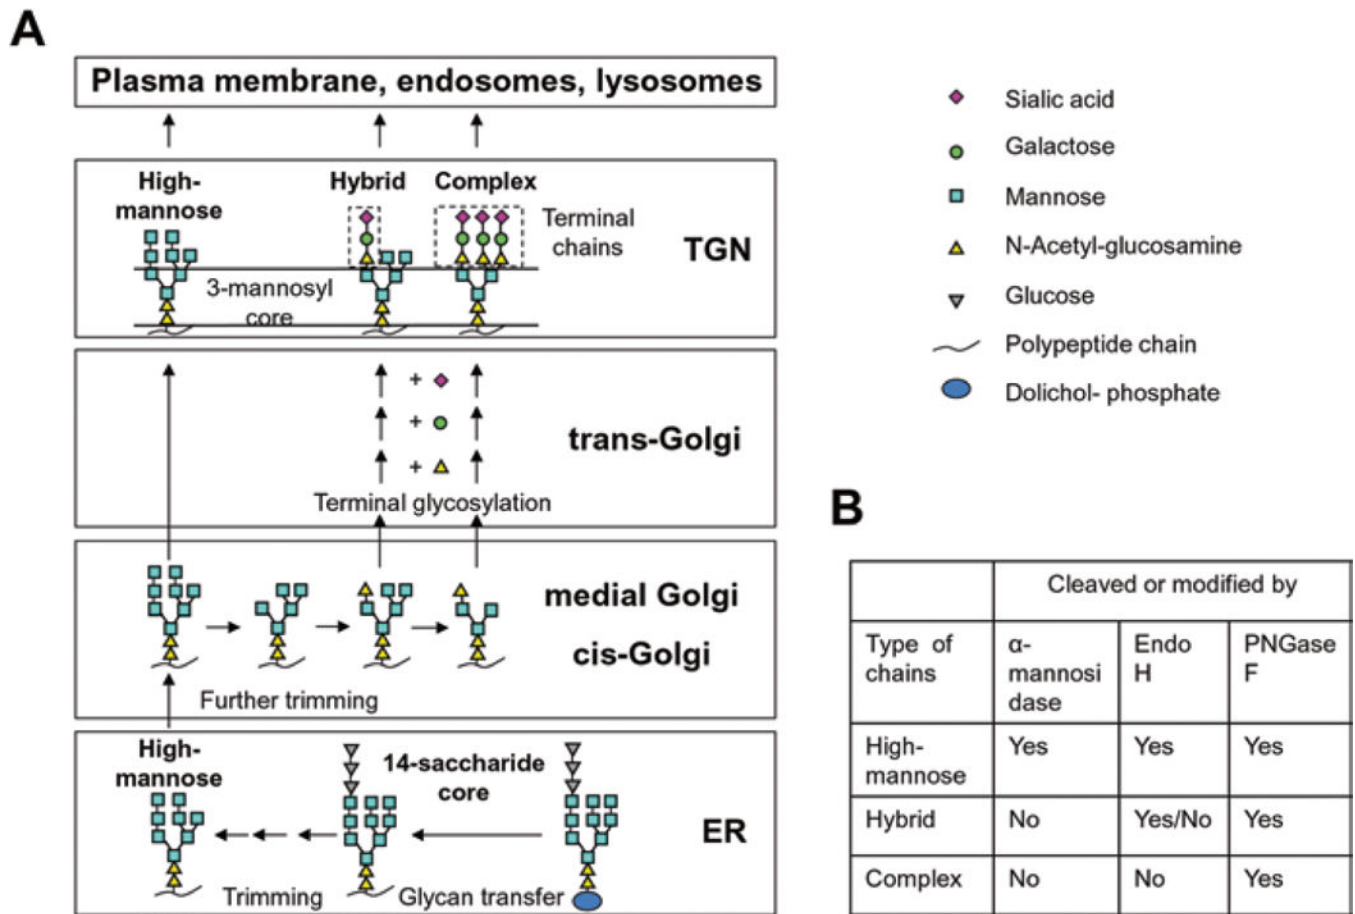 A
Plasma membrane, endosomes, lysosomes
High-
mannose
Hybrid
Complex
Terminal
chains
TGN
3-mannosyl
core
+
+
+
trans-Golgi
Terminal glycosylation
medial Golgi
cis-Golgi
Further trimming
High-
mannose
14-saccharide
core
ER
Trimming
Glycan transfer
Sialic acid
Galactose
Mannose
N-Acetyl-glucosamine
Glucose
Polypeptide chain
Dolichol- phosphate
B
Cleaved or modified by
Type of
chains
α-
mannosi
dase
Endo
H
PNGase
F
High-
mannose
Yes
Yes
Yes
Hybrid
No
Yes/No
Yes
Complex
No
No
Yes